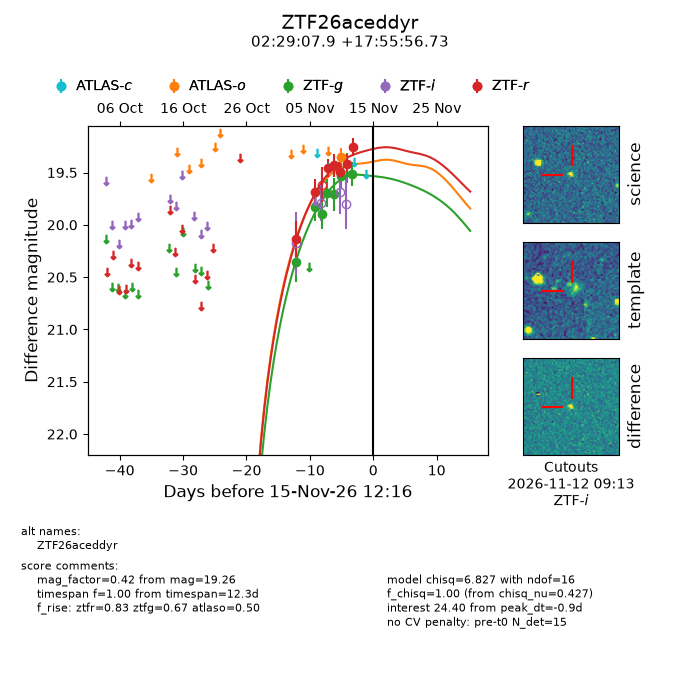 ZTF26aceddyr
02:29:07.9 +17:55:56.73
ATLAS-c
ATLAS-o
ZTF-g
ZTF-i
ZTF-r
06 Oct
16 Oct
26 Oct
05 Nov
15 Nov
25 Nov
19.5
20.0
20.5
21.0
21.5
22.0
Difference magnitude
−40
−30
−20
−10
0
10
Days before 15-Nov-26 12:16
science
template
difference
Cutouts
2026-11-12 09:13
ZTF-i
alt names:
ZTF26aceddyr
score comments:
mag_factor=0.42 from mag=19.26
timespan f=1.00 from timespan=12.3d
f_rise: ztfr=0.83 ztfg=0.67 atlaso=0.50
model chisq=6.827 with ndof=16
f_chisq=1.00 (from chisq_nu=0.427)
interest 24.40 from peak_dt=-0.9d
no CV penalty: pre-t0 N_det=15